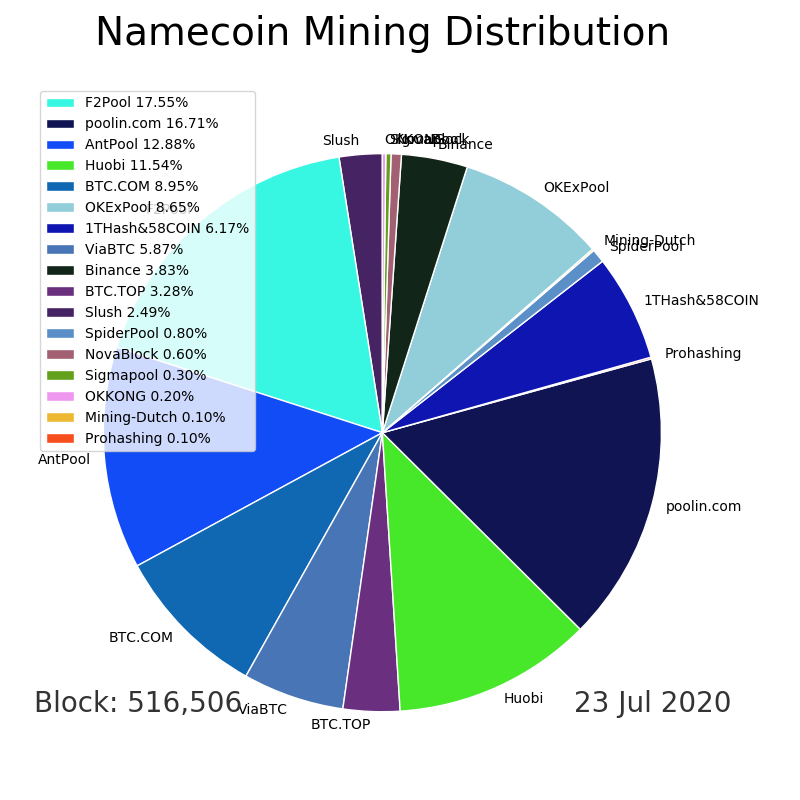 Namecoin Mining Distribution
F2Pool 17.55%
poolin.com 16.71%
AntPool 12.88%
Huobi 11.54%
BTC.COM 8.95%
OKExPool 8.65%
1THash&58COIN 6.17%
ViaBTC 5.87%
Binance 3.83%
BTC.TOP 3.28%
Slush 2.49%
SpiderPool 0.80%
NovaBlock 0.60%
Sigmapool 0.30%
OKKONG 0.20%
Mining-Dutch 0.10%
Prohashing 0.10%
Slush
OKKONG
Sigmapool
NovaBlock
Binance
OKExPool
Mining-Dutch
SpiderPool
1THash&58COIN
Prohashing
poolin.com
F2Pool
AntPool
BTC.COM
ViaBTC
BTC.TOP
Huobi
Block: 516,506
23 Jul 2020